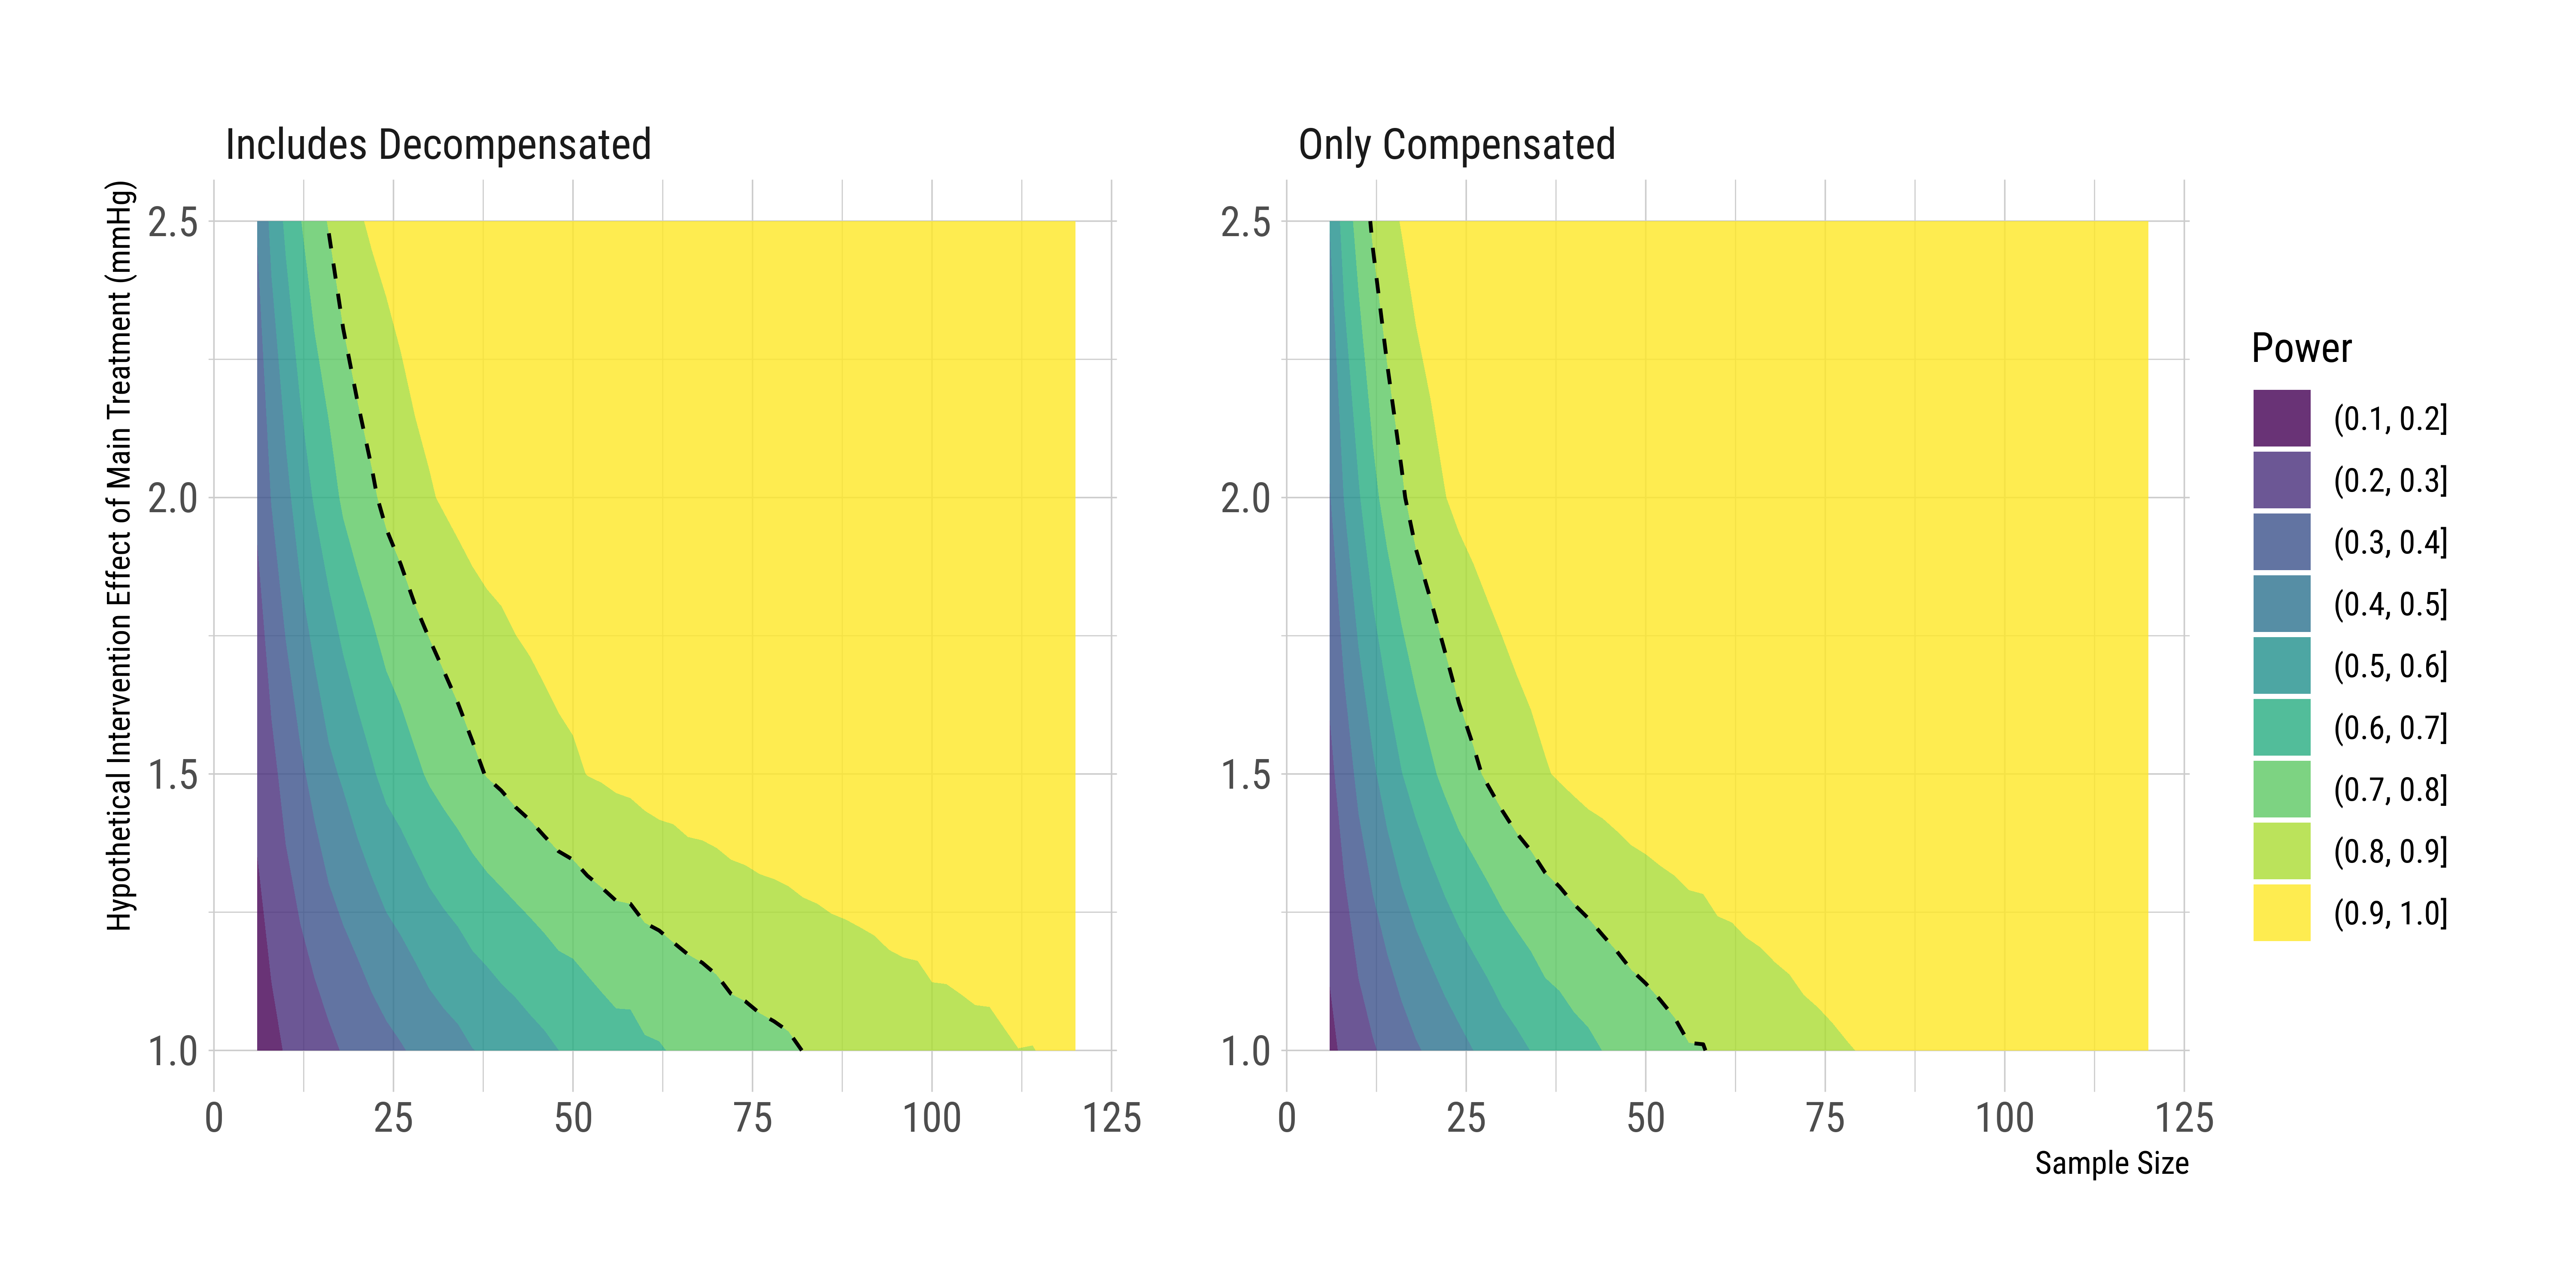 Includes Decompensated
Only Compensated
Hypothetical Intervention Effect of Main Treatment (mmHg)
2.5
2.0
1.5
1.0
0 25 50 75 100 125
2.5
2.0
1.5
1.0
0 25 50 75 100 125
Sample Size
Power
(0.1, 0.2]
(0.2, 0.3]
(0.3, 0.4]
(0.4, 0.5]
(0.5, 0.6]
(0.6, 0.7]
(0.7, 0.8]
(0.8, 0.9]
(0.9, 1.0]